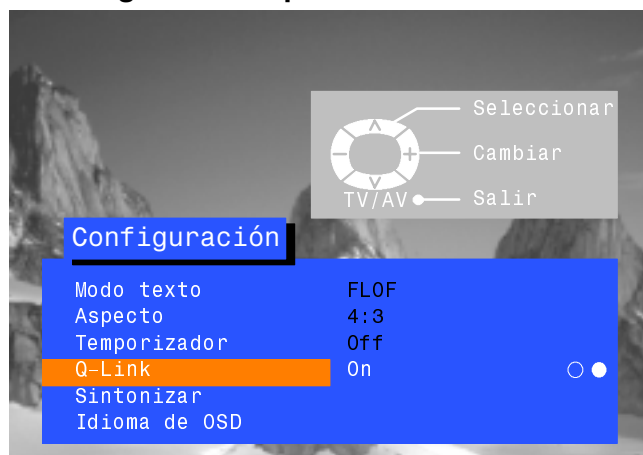 Seleccionar
Cambiar
TV/AV Salir
Configuración
Modo texto FLOF
Aspecto 4:3
Temporizador Off
Q-Link On
Sintonizar
Idioma de OSD